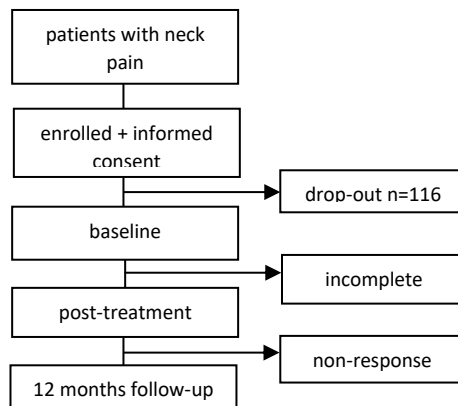 patients with neck
pain
enrolled + informed
consent
drop-out n=116
baseline
incomplete
post-treatment
non-response
12 months follow-up